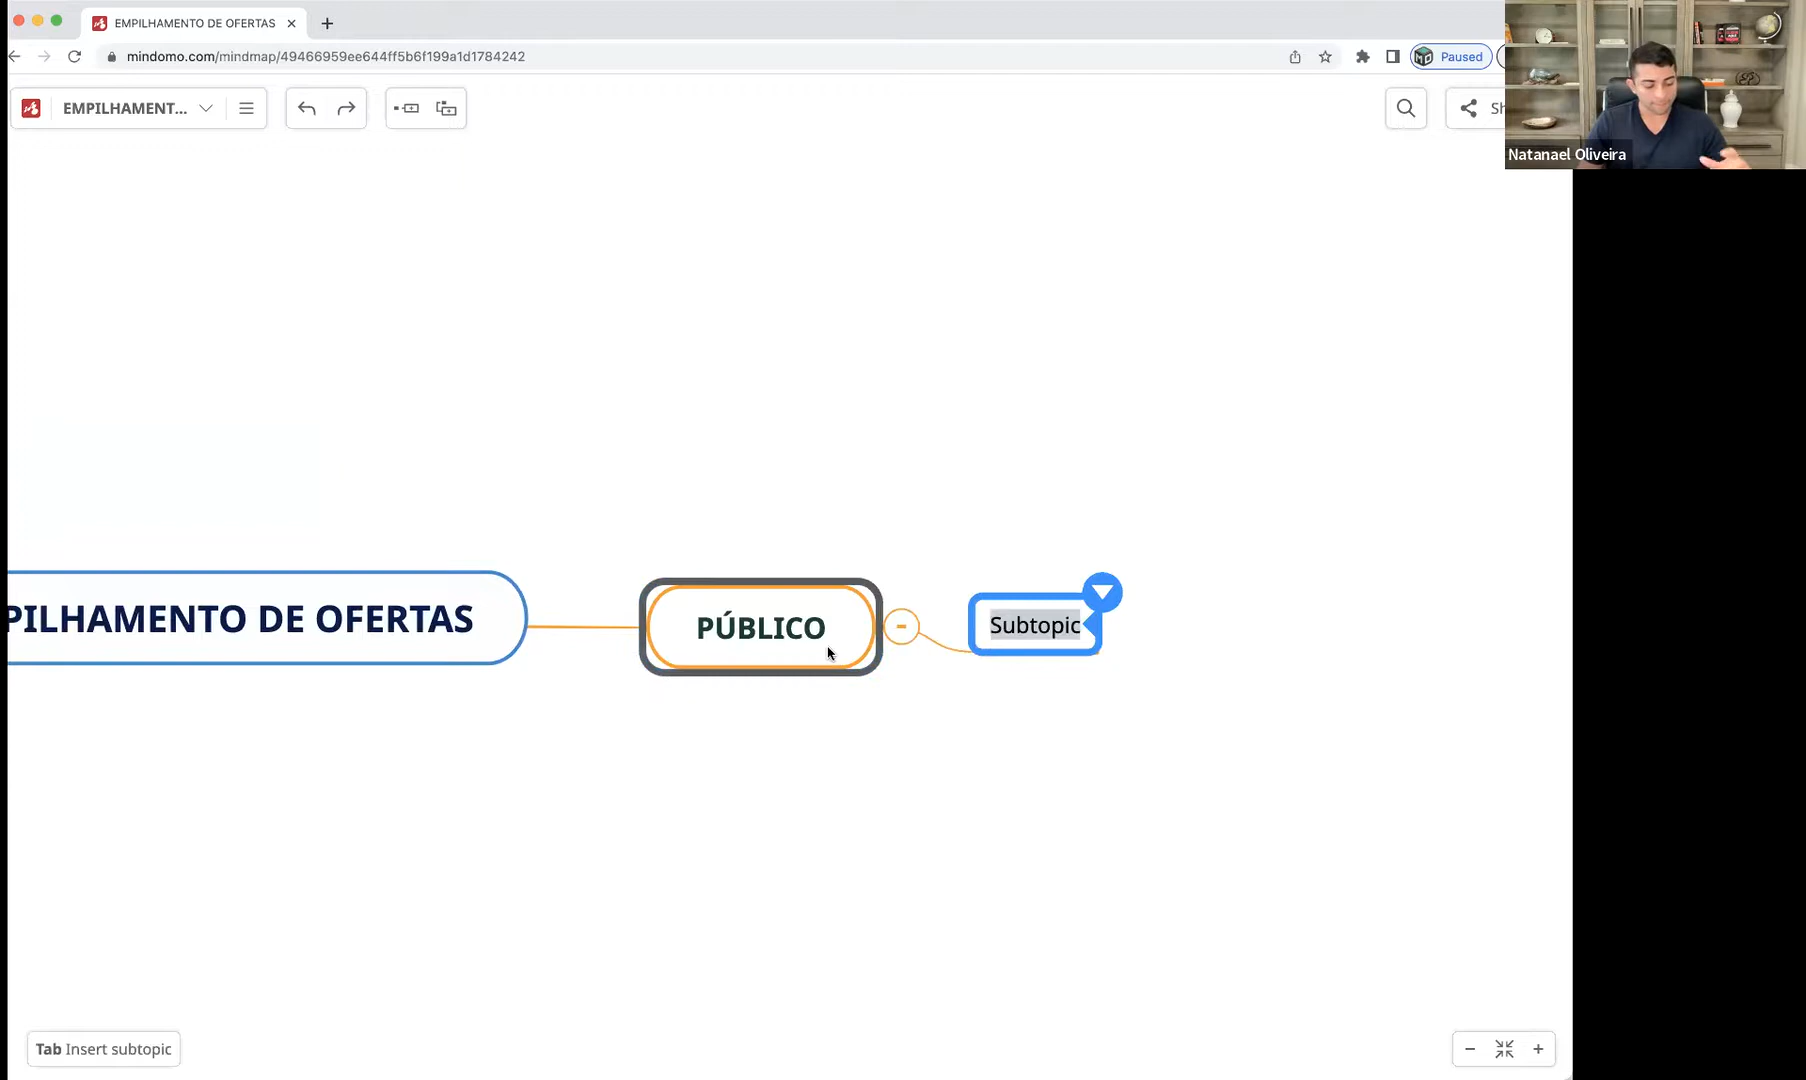 EMPILHAMENTO DE OFERTAS
mindomo.com/mindmap/49466959ee644ff5b6f199a1d1784242
Paused
EMPILHAMENT...
Sh
Natanael Oliveira
PILHAMENTO DE OFERTAS
PÚBLICO
-
Subtopic
Tab Insert subtopic